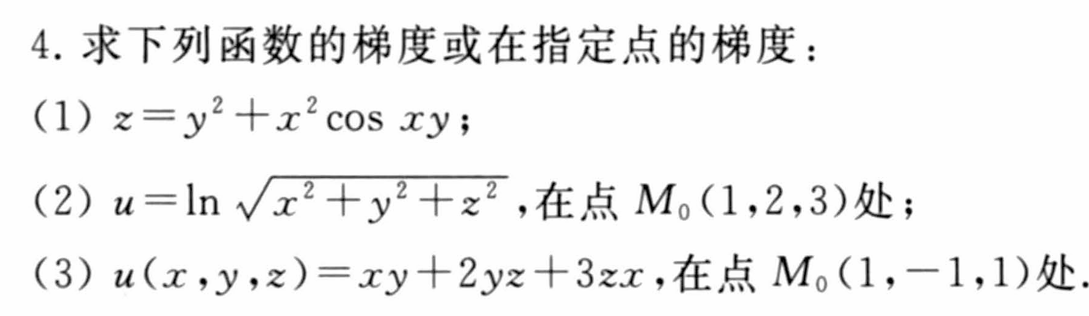 4. 求下列函数的梯度或在指定点的梯度：
(1) z=y²+x²cos xy；
(2) u=ln √(x²+y²+z²) ,在点 M₀(1,2,3)处；
(3) u(x,y,z)=xy+2yz+3zx,在点 M₀(1,−1,1)处.